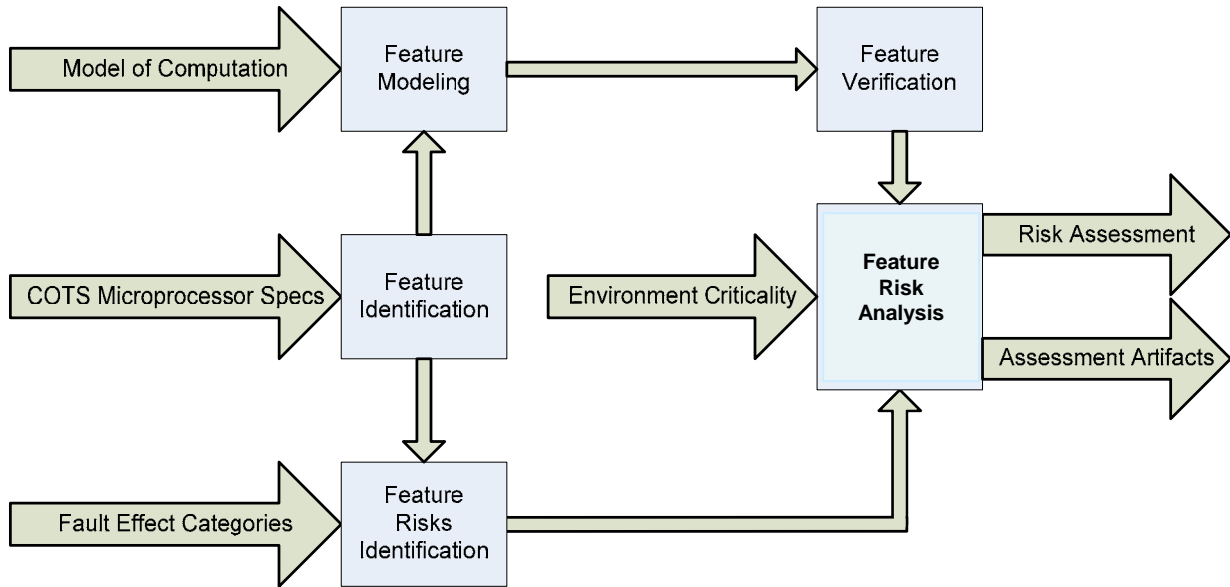 Model of Computation
Feature
Modeling
Feature
Verification
COTS Microprocessor Specs
Feature
Identification
Environment Criticality
Feature
Risk
Analysis
Risk Assessment
Assessment Artifacts
Fault Effect Categories
Feature
Risks
Identification